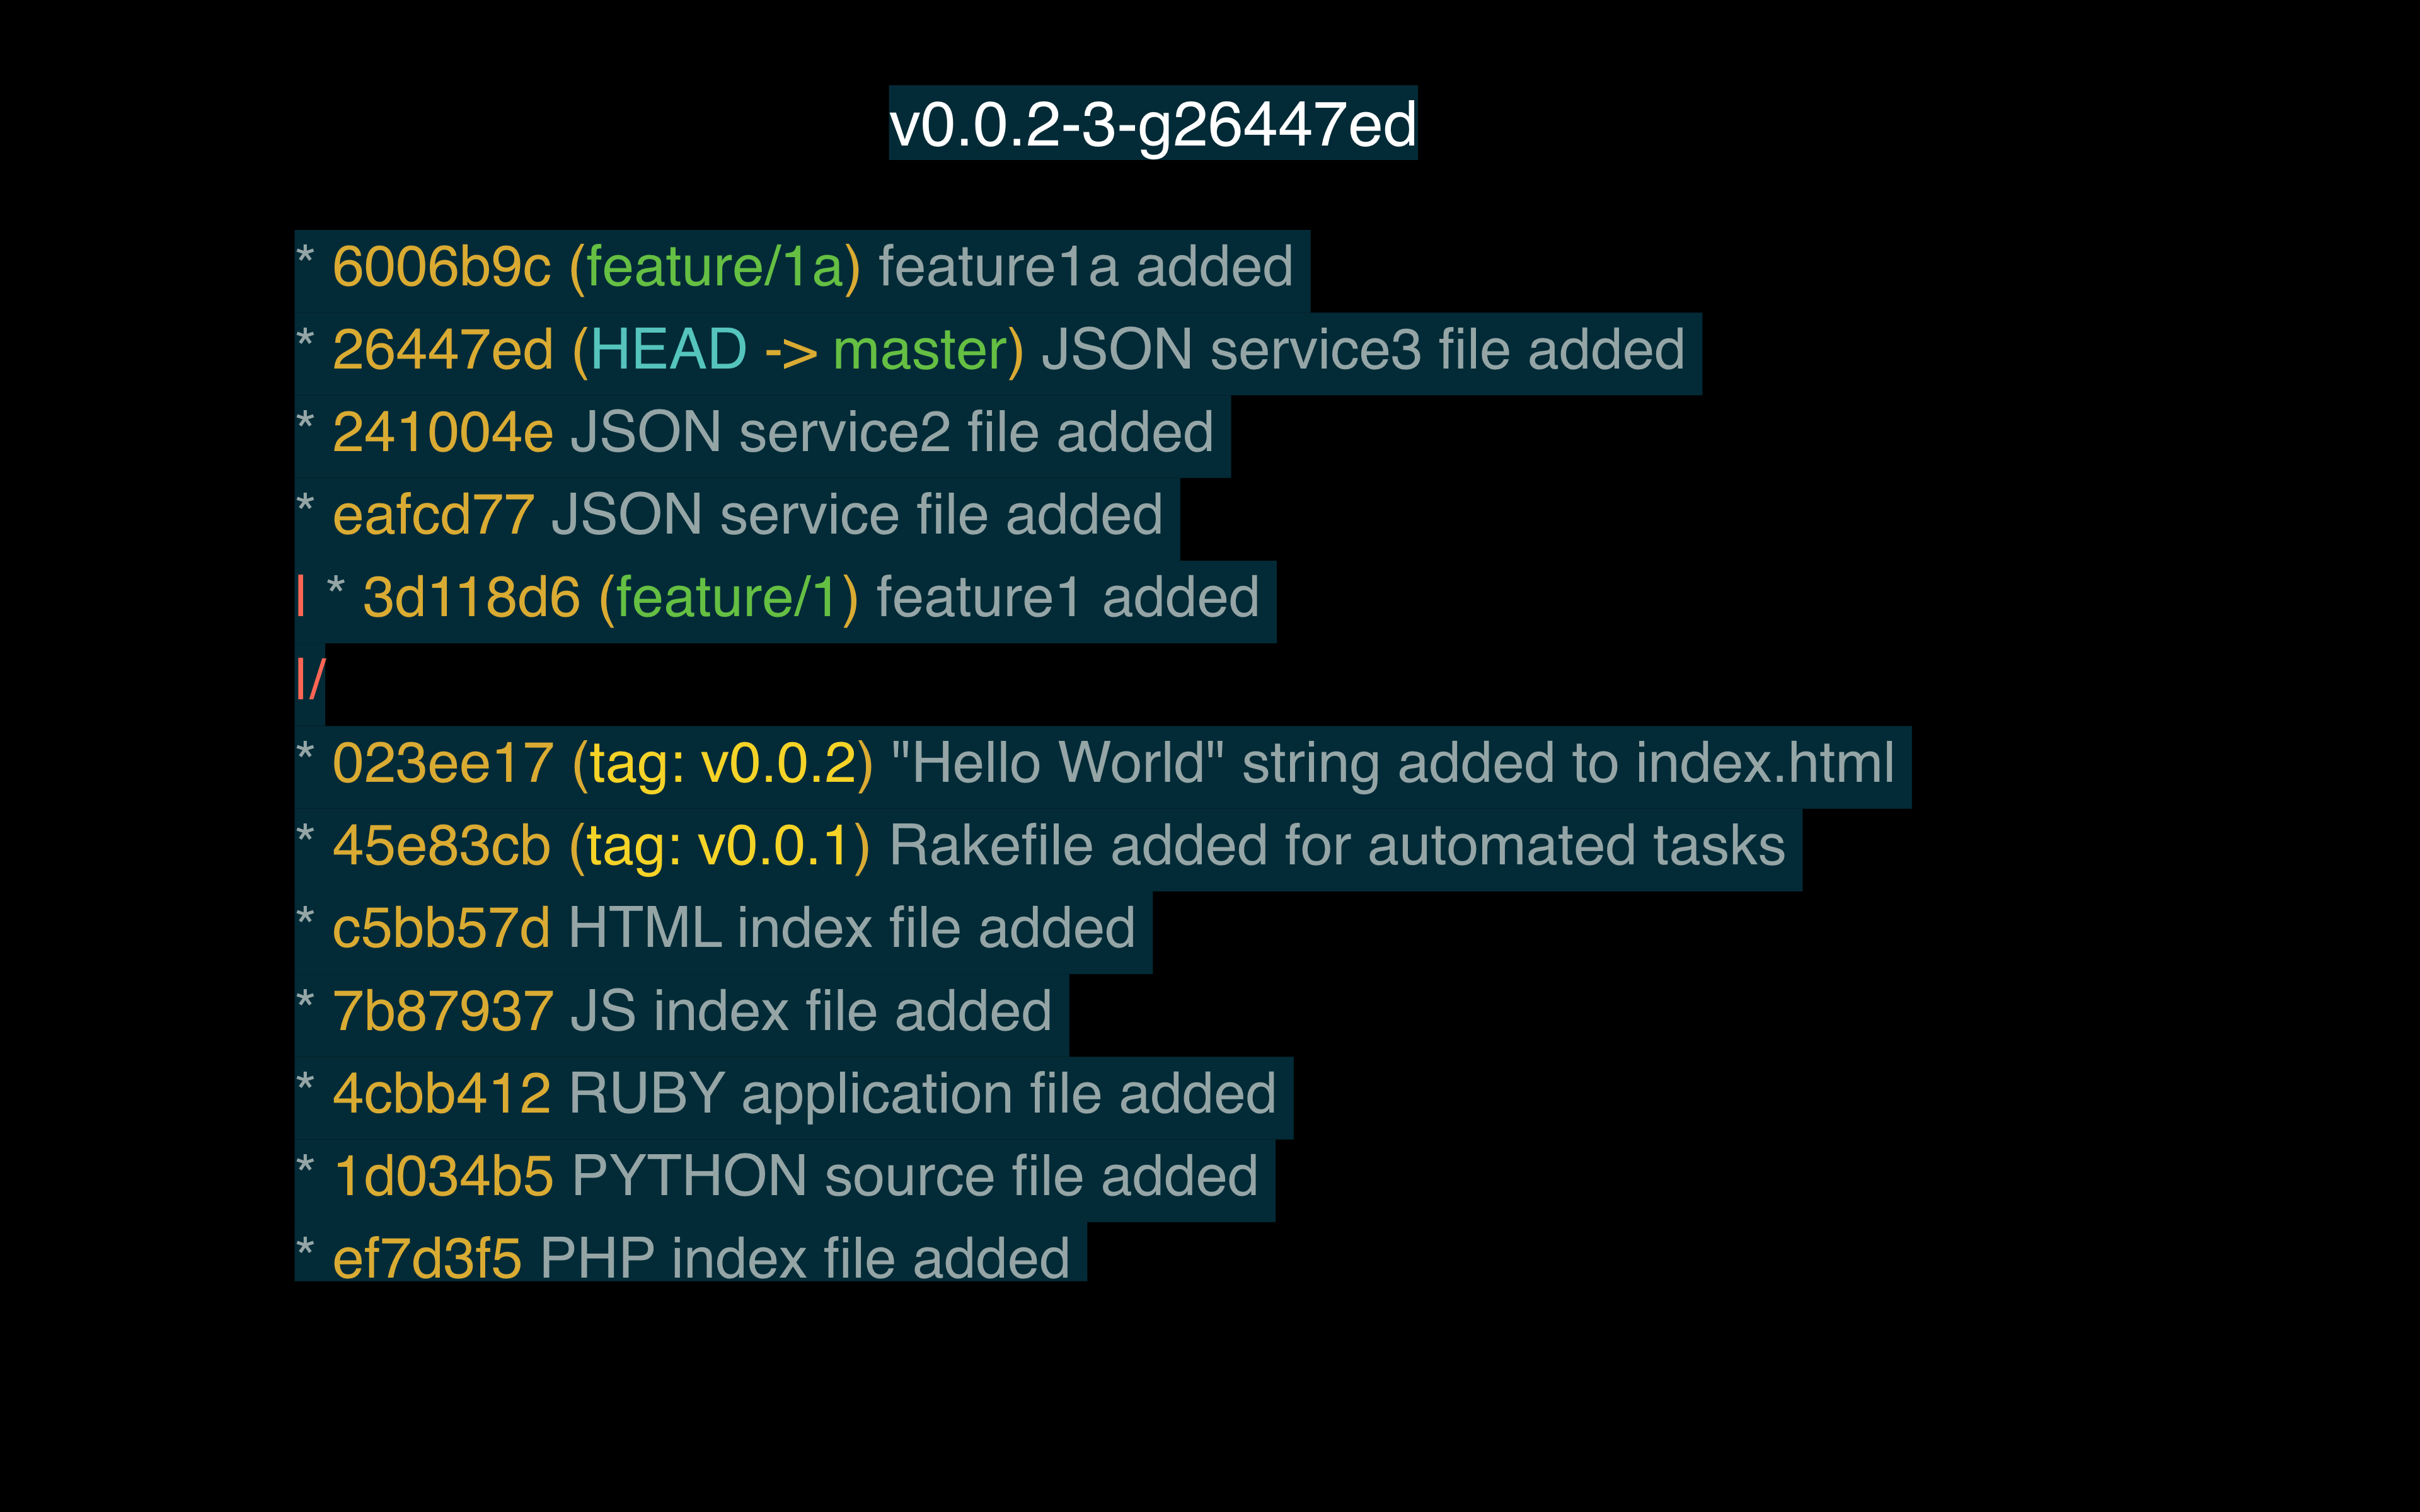 v0.0.2-3-g26447ed
* 6006b9c (feature/1a) feature1a added
* 26447ed (HEAD -> master) JSON service3 file added
* 241004e JSON service2 file added
* eafcd77 JSON service file added
| * 3d118d6 (feature/1) feature1 added
|/
* 023ee17 (tag: v0.0.2) "Hello World" string added to index.html
* 45e83cb (tag: v0.0.1) Rakefile added for automated tasks
* c5bb57d HTML index file added
* 7b87937 JS index file added
* 4cbb412 RUBY application file added
* 1d034b5 PYTHON source file added
* ef7d3f5 PHP index file added